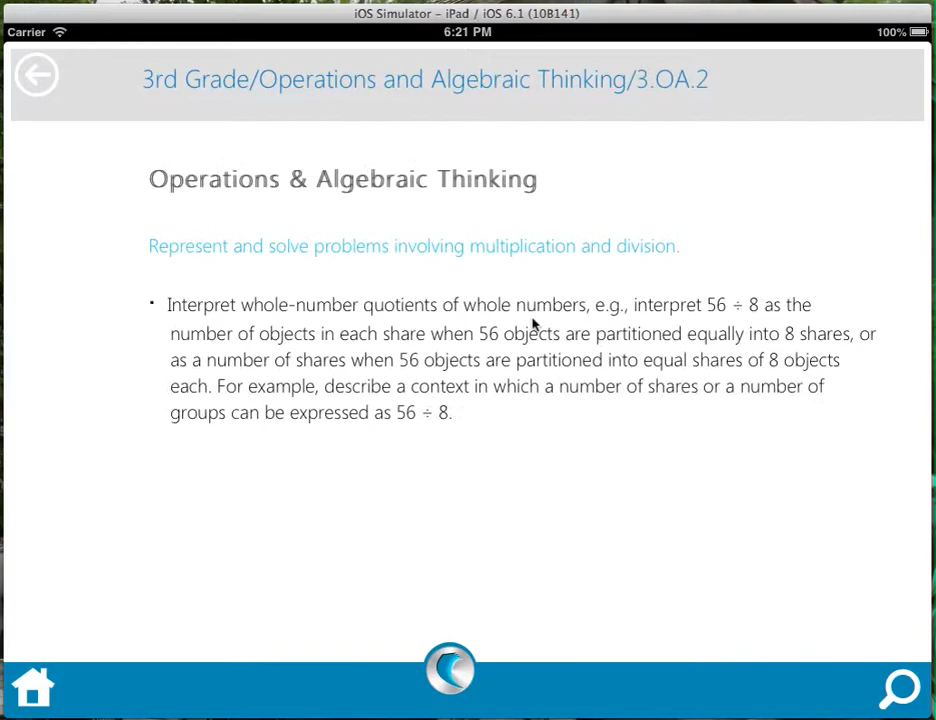 iOS Simulator – iPad / iOS 6.1 (10B141)
Carrier 6:21 PM 100%
3rd Grade/Operations and Algebraic Thinking/3.OA.2
Operations & Algebraic Thinking
Represent and solve problems involving multiplication and division.
· Interpret whole-number quotients of whole numbers, e.g., interpret 56 ÷ 8 as the
number of objects in each share when 56 objects are partitioned equally into 8 shares, or
as a number of shares when 56 objects are partitioned into equal shares of 8 objects
each. For example, describe a context in which a number of shares or a number of
groups can be expressed as 56 ÷ 8.